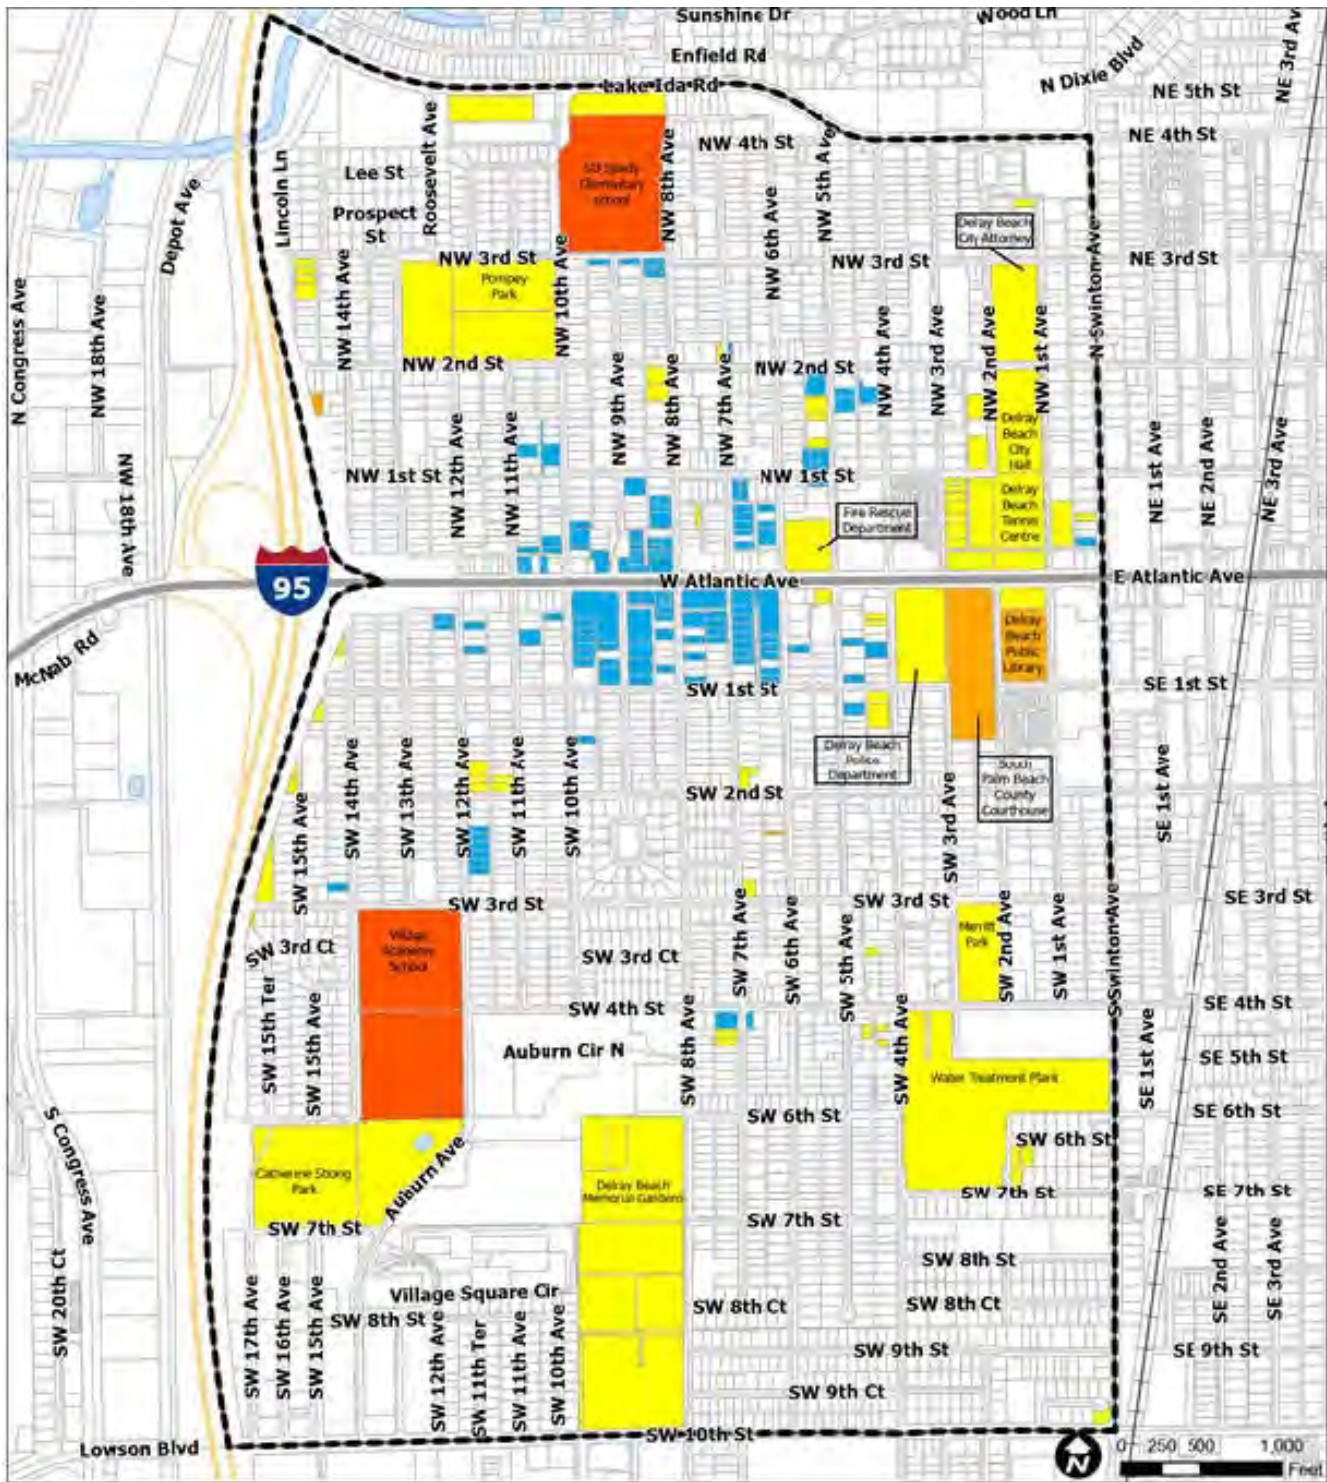 Sunshine Dr
Wood Ln
Enfield Rd
Lake Ida Rd
N Dixie Blvd
NE 5th St
NE 3rd Av
NE 4th St
NW 4th St
NW 5th Ave
NW 8th Ave
NW 6th Ave
Roosevelt Ave
Lee St
Lincoln Ln
Prospect
St
Elementary
School
Depot Ave
Delray Beach
City Attorney
N Swinton Ave
NE 3rd St
NW 3rd St
NW 3rd St
Pompey
Park
NW 10th Ave
NW 14th Ave
N Congress Ave
NW 18th Ave
NW 2nd St
NW 2nd St
NW 9th Ave
NW 8th Ave
NW 7th Ave
NW 4th Ave
NW 3rd Ave
NW 2nd Ave
NW 1st Ave
Delray
Beach
City
Hall
NW 12th Ave
NW 11th Ave
NW 1st St
NW 1st St
NE 1st Ave
NE 2nd Ave
NE 3rd Ave
NW 18th Ave
Fire Rescue
Department
Delray
Beach
Tennis
Centre
95
W Atlantic Ave
E Atlantic Ave
McNab Rd
Delray
Beach
Public
Library
SW 1st St
SE 1st St
Delray Beach
Police
Department
South
Palm Beach
County
Courthouse
SW 14th Ave
SW 13th Ave
SW 12th Ave
SW 11th Ave
SW 10th Ave
SW 2nd St
SW 3rd Ave
SE 1st Ave
SW 15th Ave
SW 3rd St
SW 3rd St
SE 3rd St
Village
Academy
School
SW 3rd Ct
SW 3rd Ct
SW 7th Ave
SW 6th Ave
SW 5th Ave
Merritt
Park
SW 2nd Ave
SW 1st Ave
S Swinton Ave
SW 4th St
SE 4th St
SW 15th Ter
SW 15th Ave
Auburn Cir N
SW 8th Ave
SW 4th Ave
Water Treatment Plant
SE 1st Ave
SE 5th St
SW 6th St
SE 6th St
SW 6th St
S Congress Ave
Catherine Strong
Park
Auburn Ave
Delray Beach
Memorial Gardens
SW 7th St
SE 7th St
SW 7th St
SW 7th St
SW 8th St
SE 2nd Ave
SE 3rd Ave
SW 20th Ct
SW 17th Ave
SW 16th Ave
SW 15th Ave
Village Square Cir
SW 8th St
SW 8th Ct
SW 8th Ct
SW 12th Ave
SW 11th Ter
SW 11th Ave
SW 10th Ave
SW 9th St
SE 9th St
SW 9th Ct
SW 10th St
Lowson Blvd
N
0 250 500 1,000
Feet